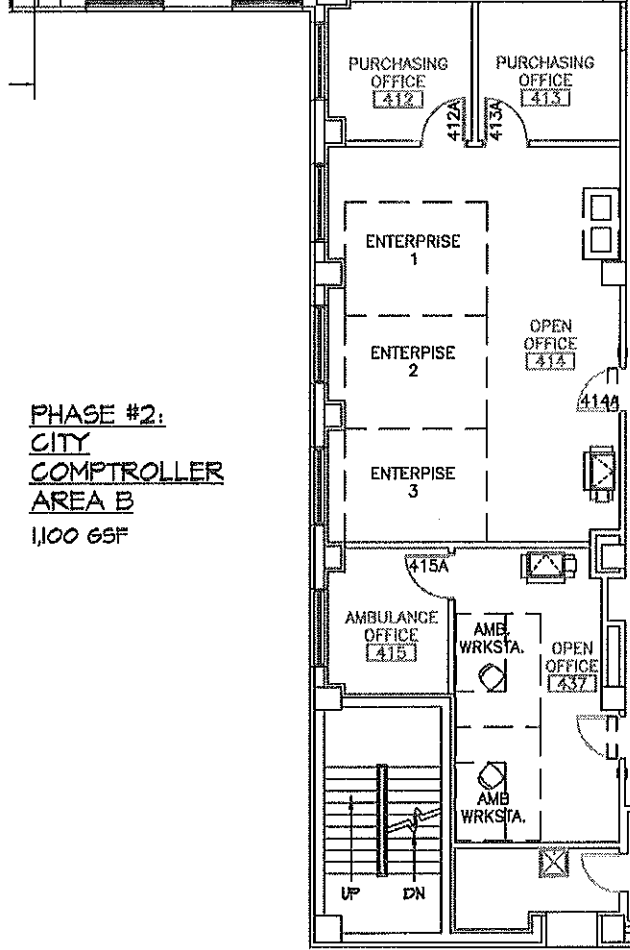 PURCHASING
OFFICE
412
PURCHASING
OFFICE
413
412A
413A
ENTERPRISE
1
OPEN
OFFICE
414
ENTERPISE
2
414A
PHASE #2:
CITY
COMPTROLLER
AREA B
1,100 GSF
ENTERPISE
3
415A
AMBULANCE
OFFICE
415
AMB.
WRKSTA.
OPEN
OFFICE
437
AMB
WRKSTA.
UP
DN